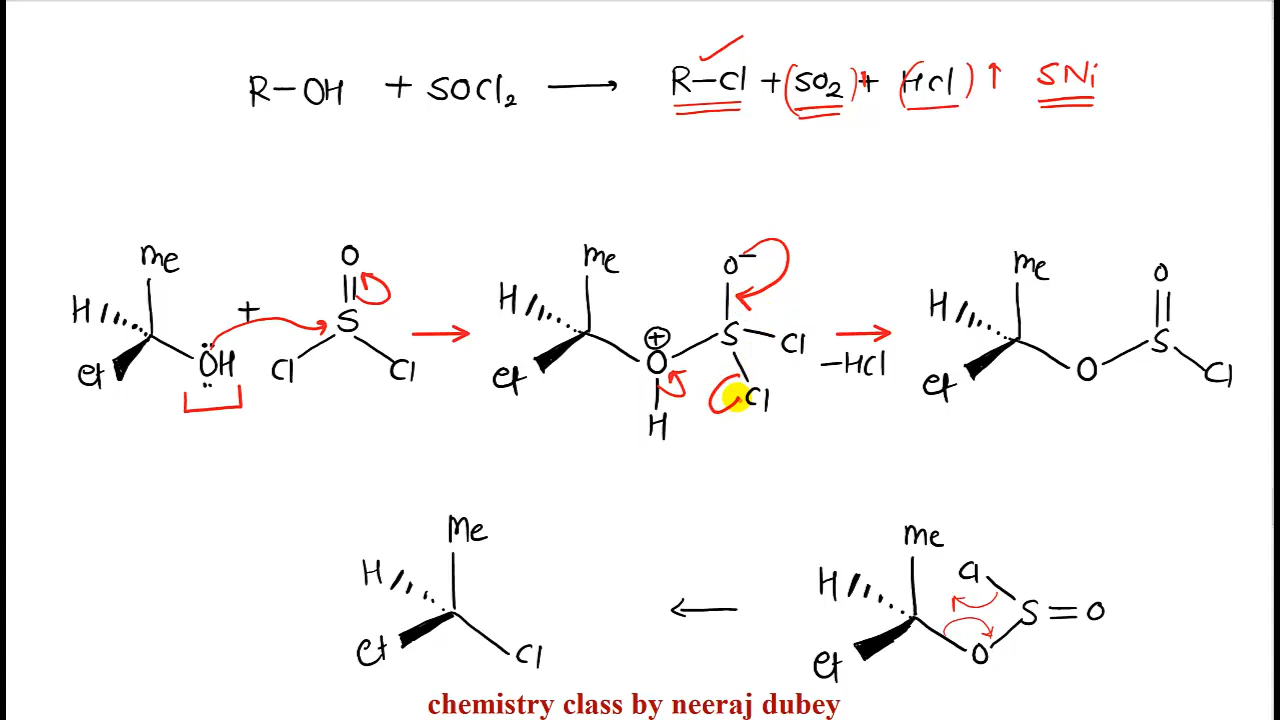 R-OH + SOCl₂ ⟶ R-Cl + (SO₂)↑ + (HCl)↑ SNi
Me Me Me
H Et ÖH + O S Cl Cl → H Et O⊕ H O⁻ S Cl Cl → −HCl H Et O O S Cl
Me Me
H Et Cl ← H Et Cl S=O O
chemistry class by neeraj dubey